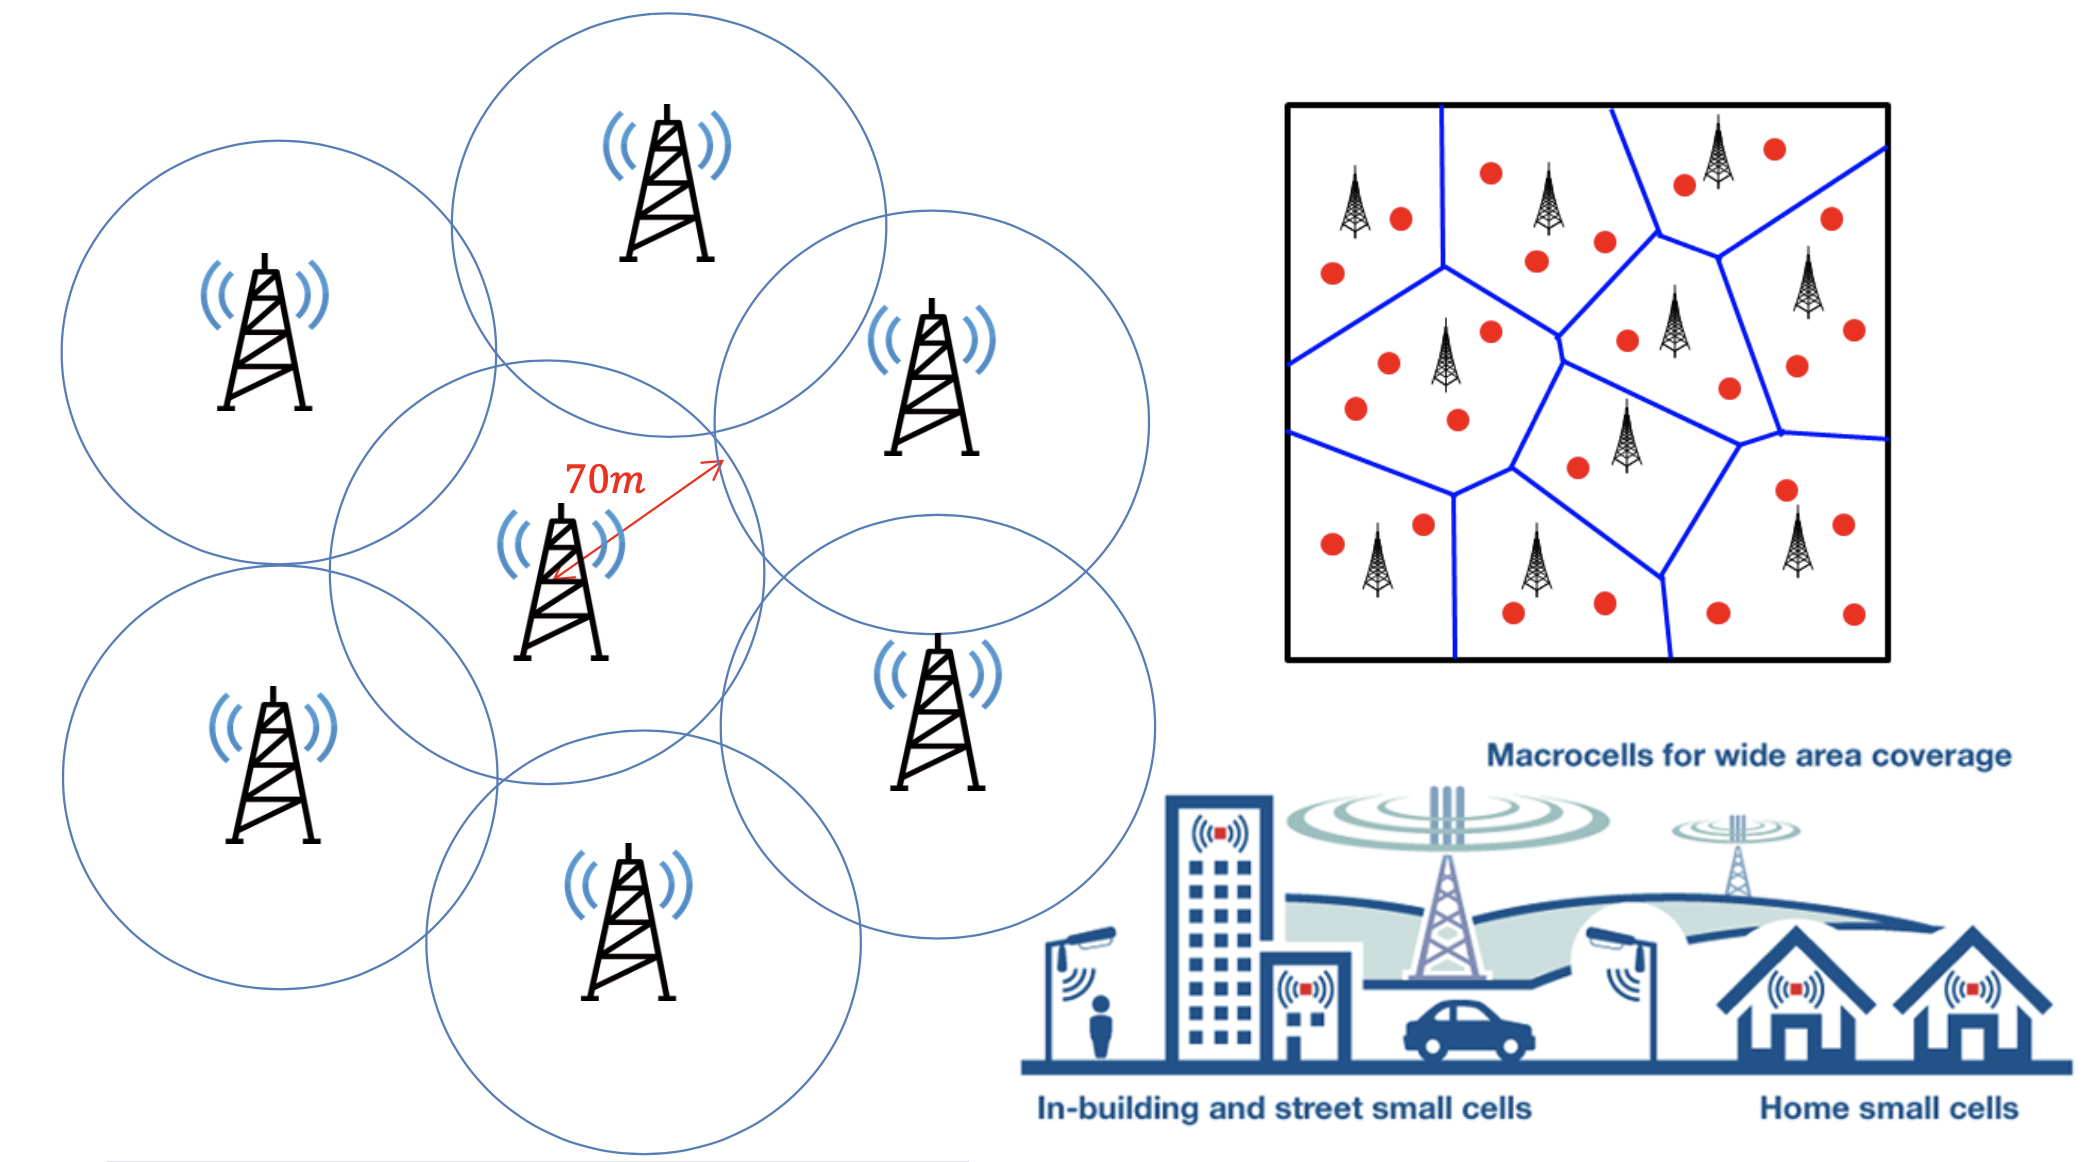 70m
Macrocells for wide area coverage
In-building and street small cells
Home small cells